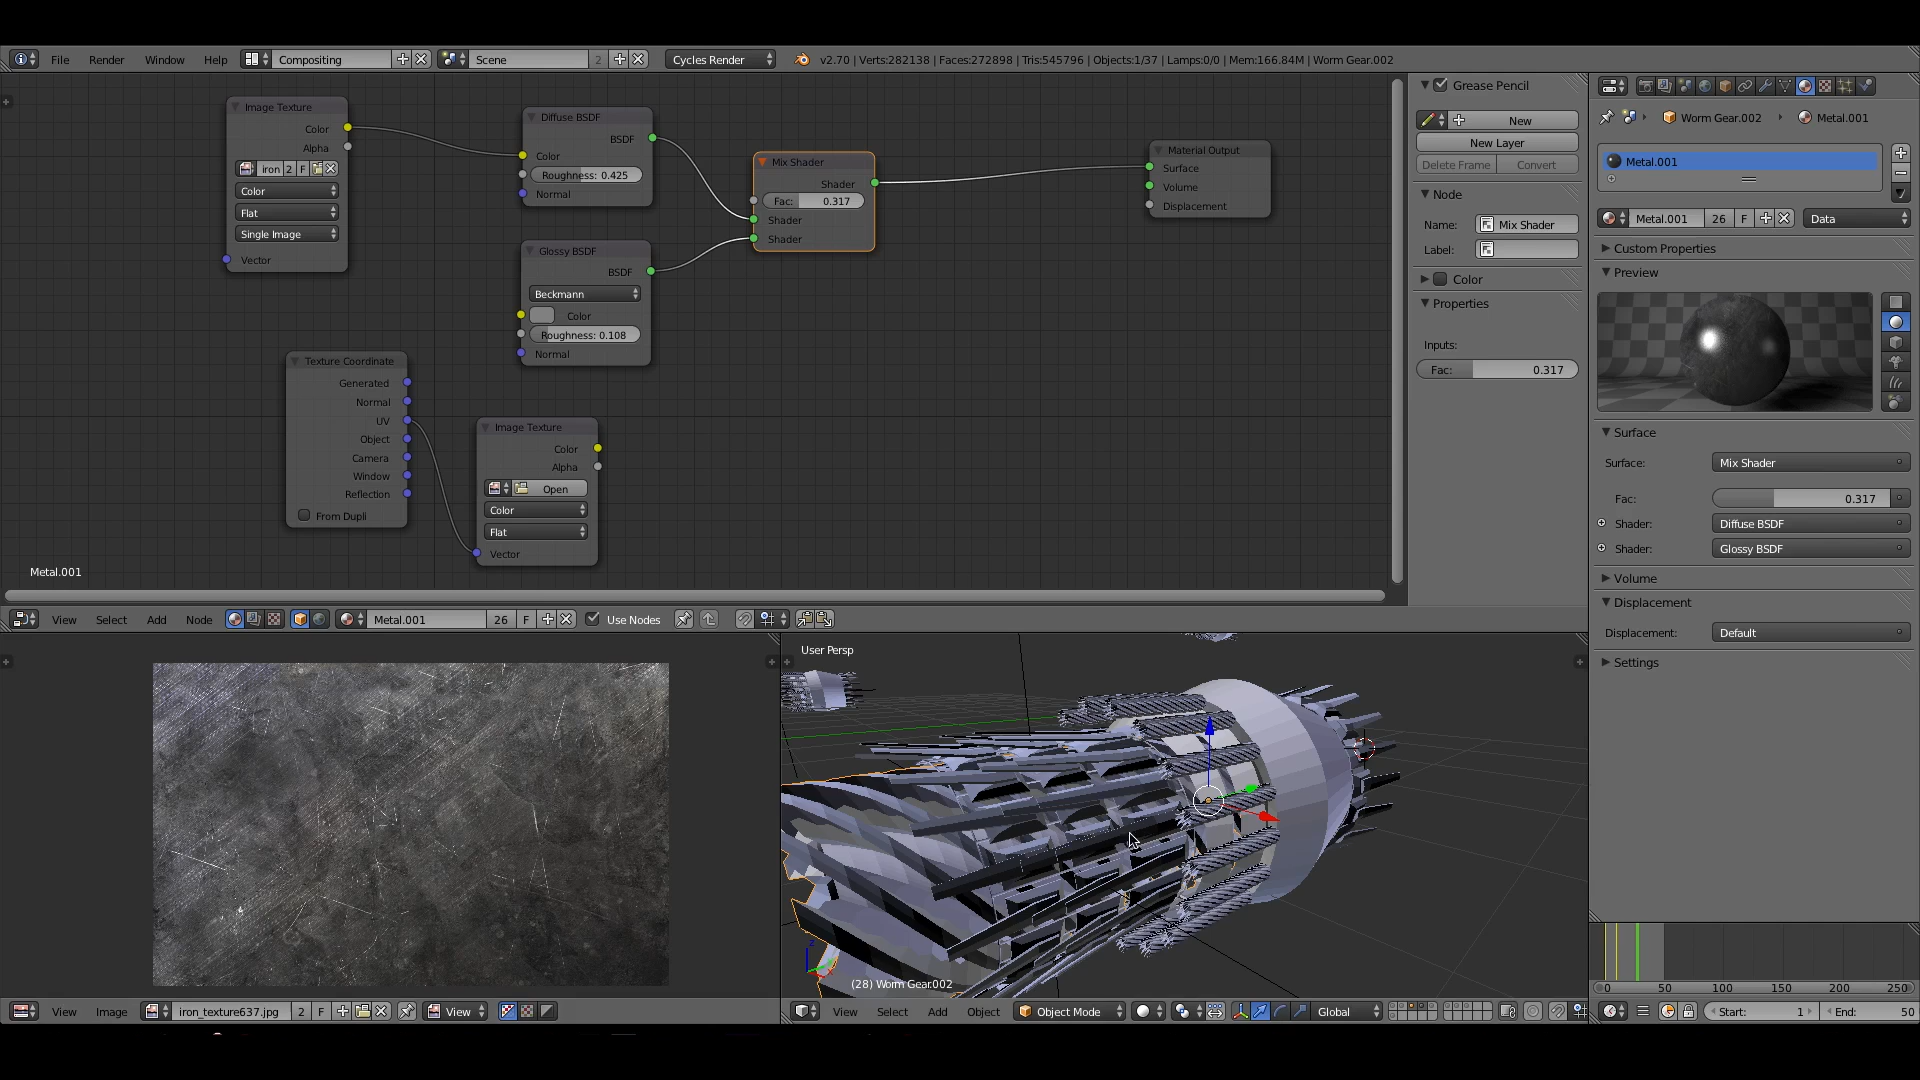 File Render Window Help Compositing Scene 2 Cycles Render v2.70 | Verts:282138 | Faces:272898 | Tris:545796 | Objects:1/37 | Lamps:0/0 | Mem:166.84M | Worm Gear.002
Image Texture
Color
Alpha
iron 2 F
Color
Flat
Single Image
Vector
Diffuse BSDF
BSDF
Color
Roughness: 0.425
Normal
Glossy BSDF
BSDF
Beckmann
Color
Roughness: 0.108
Normal
Mix Shader
Shader
Fac: 0.317
Shader
Shader
Material Output
Surface
Volume
Displacement
Texture Coordinate
Generated
Normal
UV
Object
Camera
Window
Reflection
From Dupli
Image Texture
Color
Alpha
Open
Color
Flat
Vector
Metal.001
Grease Pencil
New
New Layer
Delete Frame Convert
Node
Name: Mix Shader
Label:
Color
Properties
Inputs:
Fac: 0.317
Worm Gear.002 Metal.001
Metal.001
Metal.001 26 F Data
Custom Properties
Preview
Surface
Surface: Mix Shader
Fac: 0.317
Shader: Diffuse BSDF
Shader: Glossy BSDF
Volume
Displacement
Displacement: Default
Settings
View Select Add Node Metal.001 26 F Use Nodes
User Persp
z
(28) Worm Gear.002
View Image iron_texture637.jpg 2 F View
View Select Add Object Object Mode Global
0 50 100 150 200 250
Start: 1 End: 50